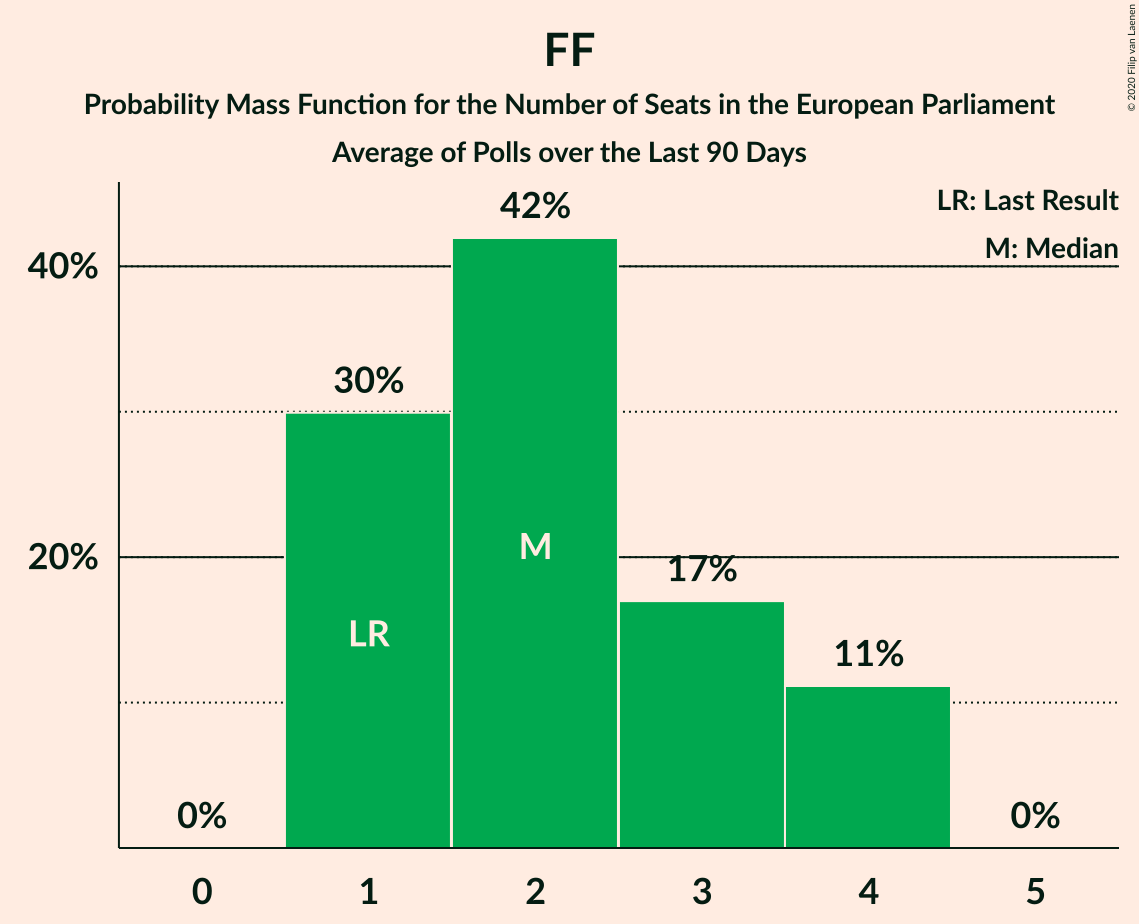 FF
Probability Mass Function for the Number of Seats in the European Parliament
Average of Polls over the Last 90 Days
© 2020 Filip van Laenen
LR: Last Result
M: Median
42%
40%
30%
M
20%
17%
LR
11%
0%
0%
0 1 2 3 4 5